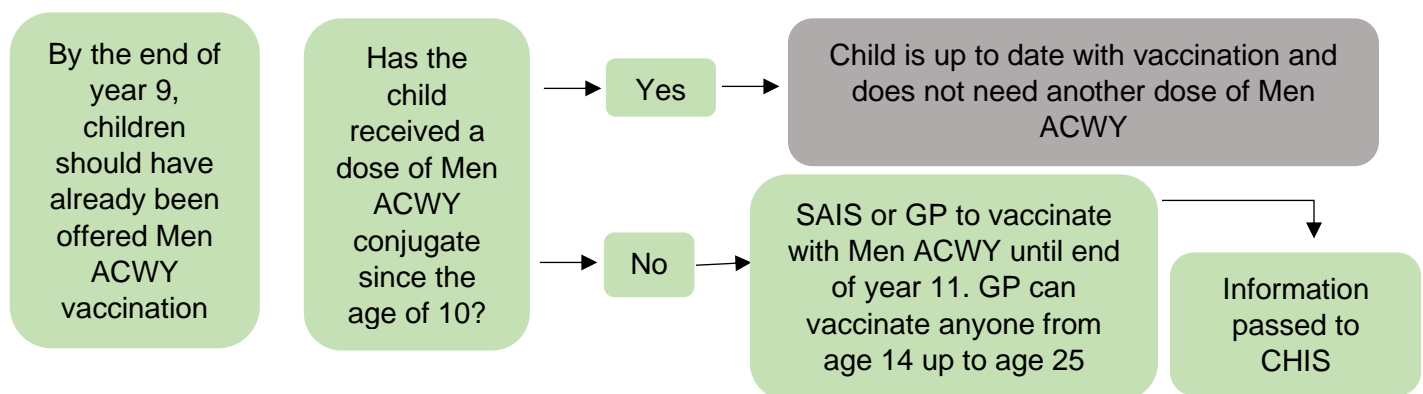 By the end of
year 9,
children
should have
already been
offered Men
ACWY
vaccination
Has the
child
received a
dose of Men
ACWY
conjugate
since the
age of 10?
Yes
Child is up to date with vaccination and
does not need another dose of Men
ACWY
No
SAIS or GP to vaccinate
with Men ACWY until end
of year 11. GP can
vaccinate anyone from
age 14 up to age 25
Information
passed to
CHIS